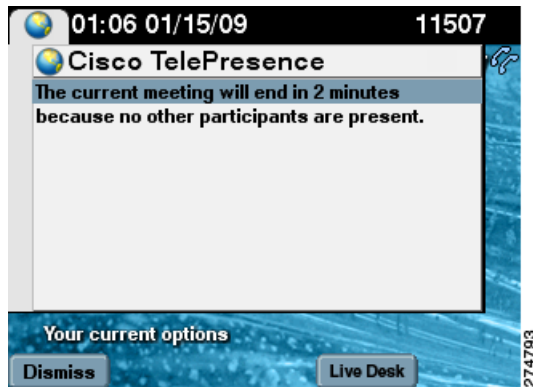 01:06 01/15/09 11507
Cisco TelePresence
The current meeting will end in 2 minutes
because no other participants are present.
Your current options
Dismiss Live Desk
274793